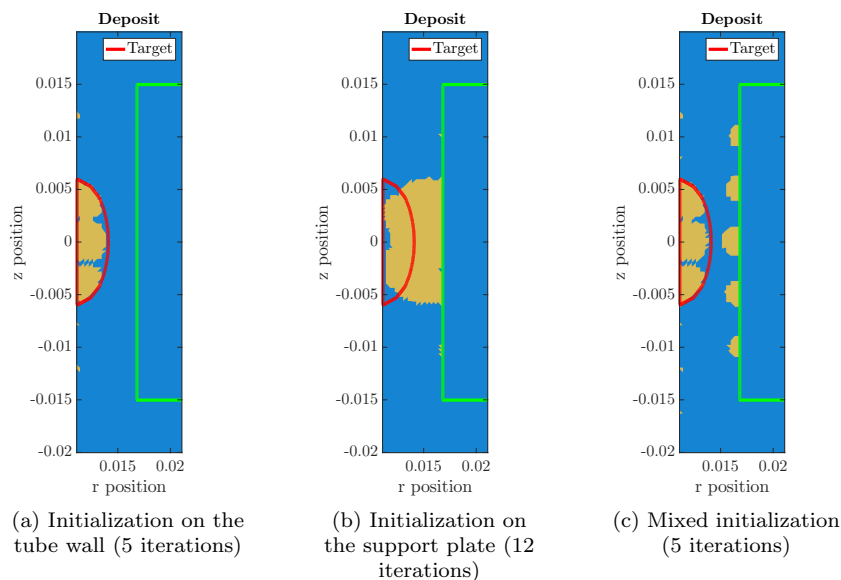 Deposit
Target
0.015
0.01
0.005
0
-0.005
-0.01
-0.015
-0.02
z position
0.015 0.02
r position
(a) Initialization on the
tube wall (5 iterations)
Deposit
Target
0.015
0.01
0.005
0
-0.005
-0.01
-0.015
-0.02
z position
0.015 0.02
r position
(b) Initialization on
the support plate (12
iterations)
Deposit
Target
0.015
0.01
0.005
0
-0.005
-0.01
-0.015
-0.02
z position
0.015 0.02
r position
(c) Mixed initialization
(5 iterations)